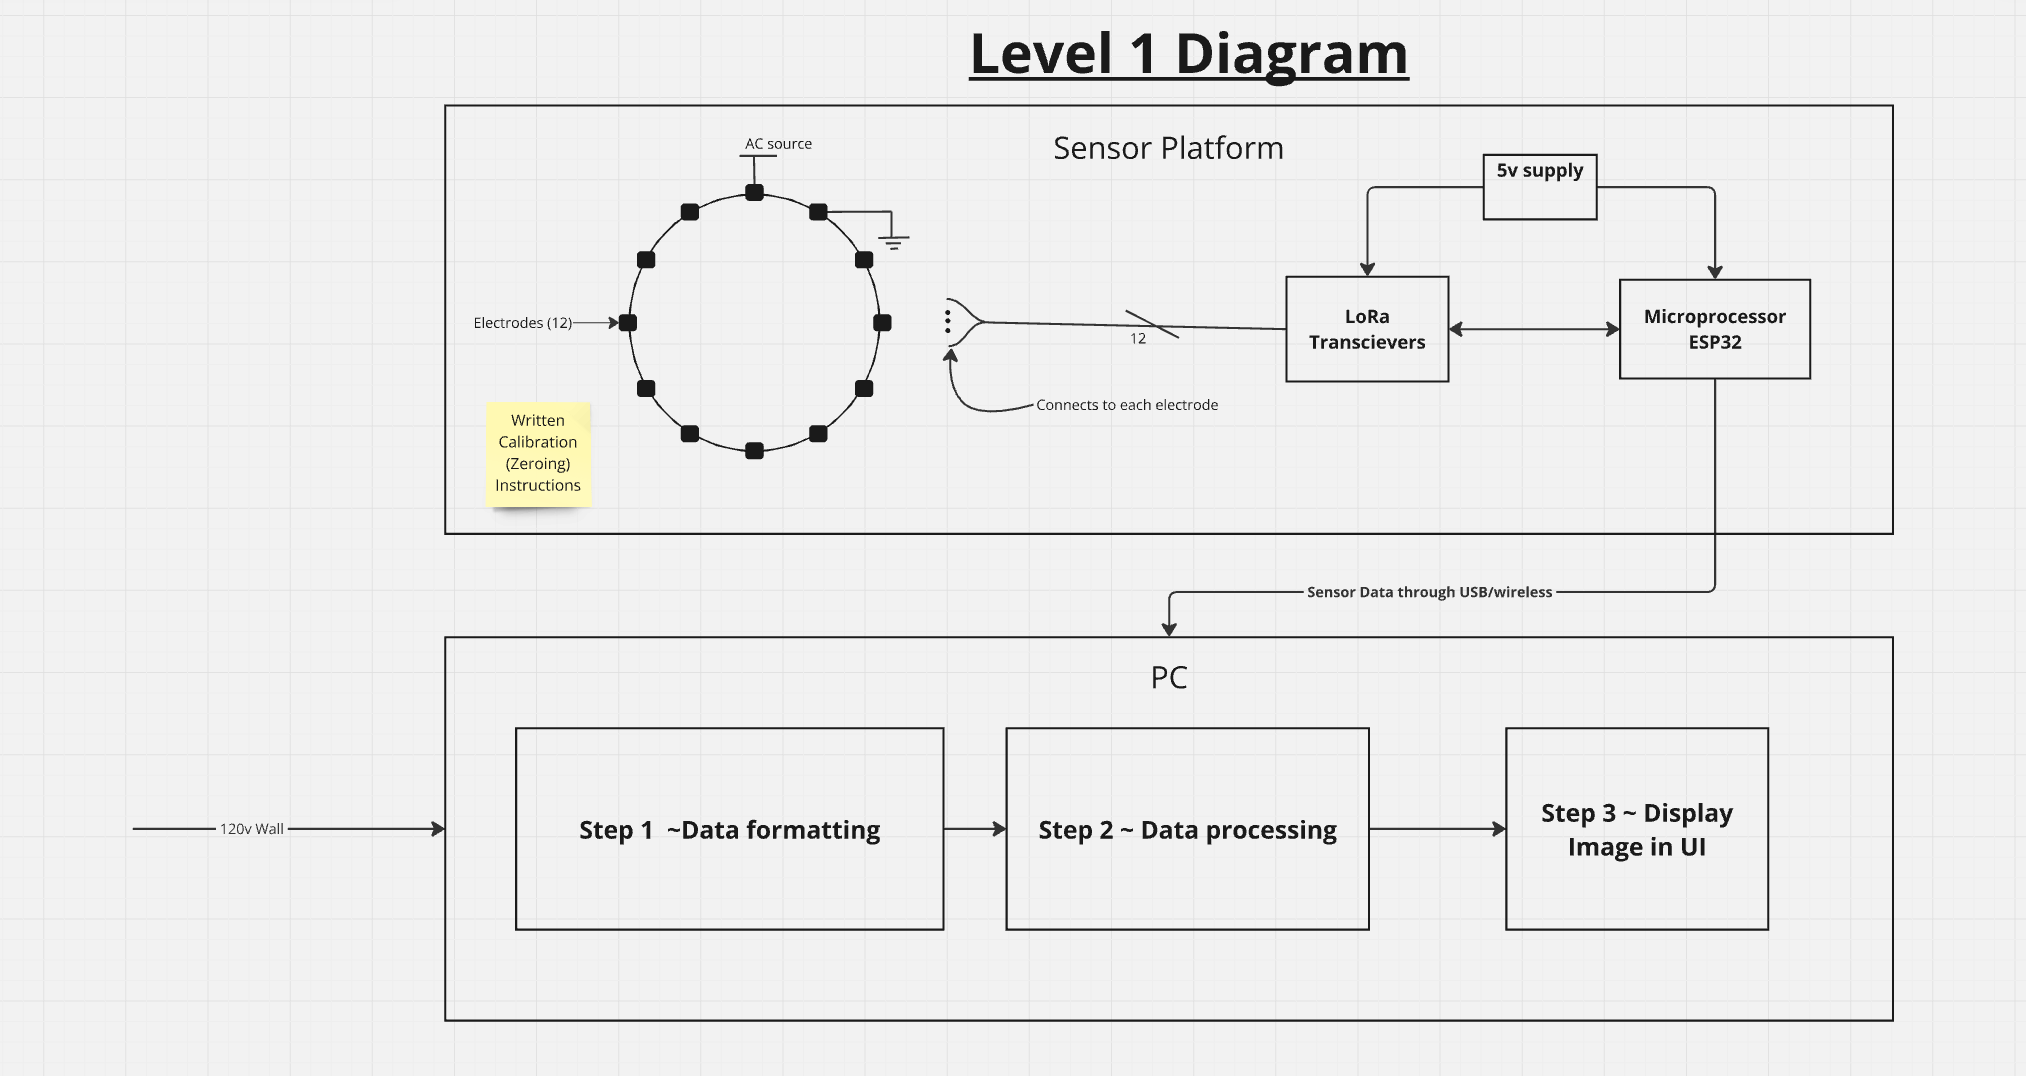 Level 1 Diagram
AC source
Sensor Platform
5v supply
Electrodes (12)
12
LoRa
Transcievers
Microprocessor
ESP32
Connects to each electrode
Written
Calibration
(Zeroing)
Instructions
Sensor Data through USB/wireless
PC
120v Wall
Step 1 ~Data formatting
Step 2 ~ Data processing
Step 3 ~ Display
Image in UI